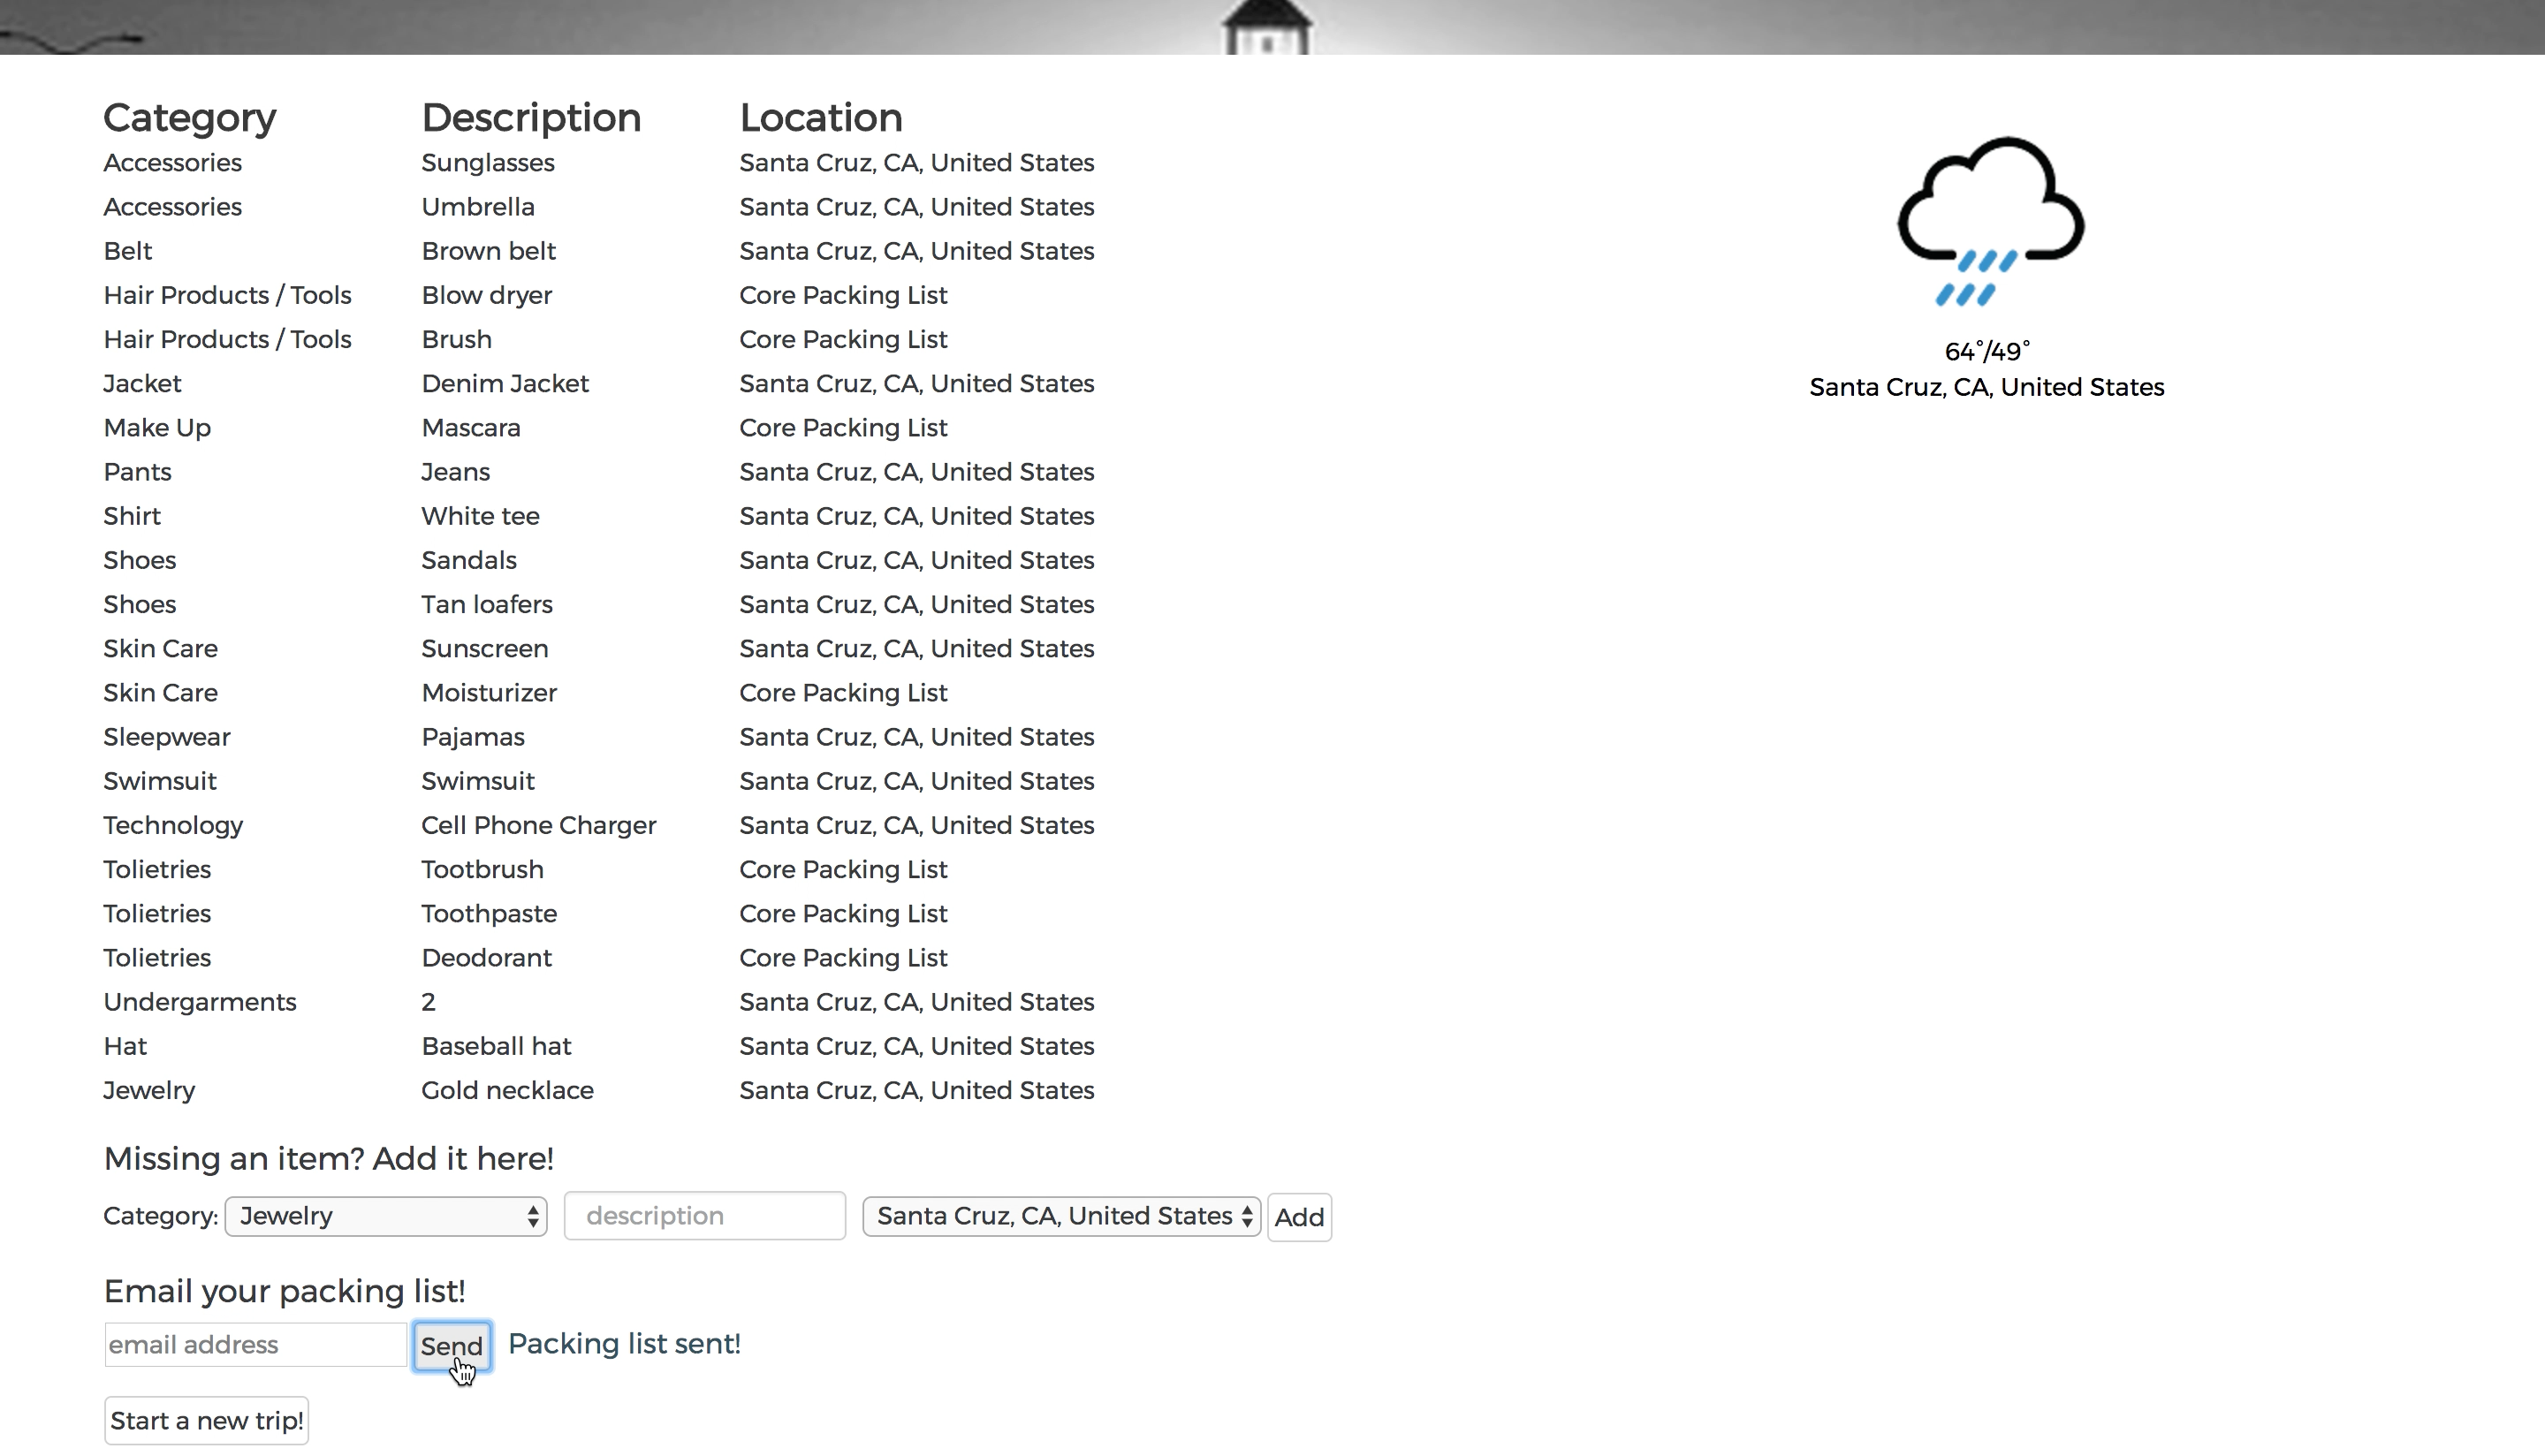 Category Description Location
Accessories Sunglasses Santa Cruz, CA, United States
Accessories Umbrella Santa Cruz, CA, United States
Belt Brown belt Santa Cruz, CA, United States
Hair Products / Tools Blow dryer Core Packing List
Hair Products / Tools Brush Core Packing List
Jacket Denim Jacket Santa Cruz, CA, United States
Make Up Mascara Core Packing List
Pants Jeans Santa Cruz, CA, United States
Shirt White tee Santa Cruz, CA, United States
Shoes Sandals Santa Cruz, CA, United States
Shoes Tan loafers Santa Cruz, CA, United States
Skin Care Sunscreen Santa Cruz, CA, United States
Skin Care Moisturizer Core Packing List
Sleepwear Pajamas Santa Cruz, CA, United States
Swimsuit Swimsuit Santa Cruz, CA, United States
Technology Cell Phone Charger Santa Cruz, CA, United States
Tolietries Tootbrush Core Packing List
Tolietries Toothpaste Core Packing List
Tolietries Deodorant Core Packing List
Undergarments 2 Santa Cruz, CA, United States
Hat Baseball hat Santa Cruz, CA, United States
Jewelry Gold necklace Santa Cruz, CA, United States
64°/49°
Santa Cruz, CA, United States
Missing an item? Add it here!
Category: Jewelry description Santa Cruz, CA, United States Add
Email your packing list!
email address Send Packing list sent!
Start a new trip!